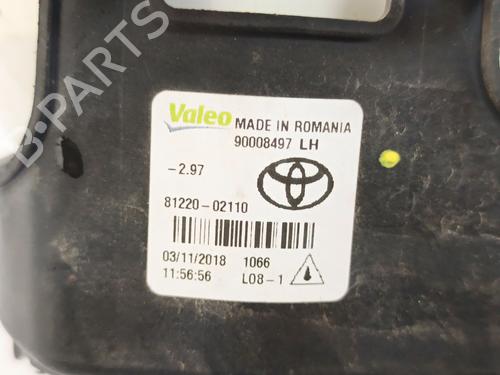 B-PARTS
Valeo MADE IN ROMANIA
90008497 LH
-2.97
81220-02110
03/11/2018 1066
11:56:56 L08-1